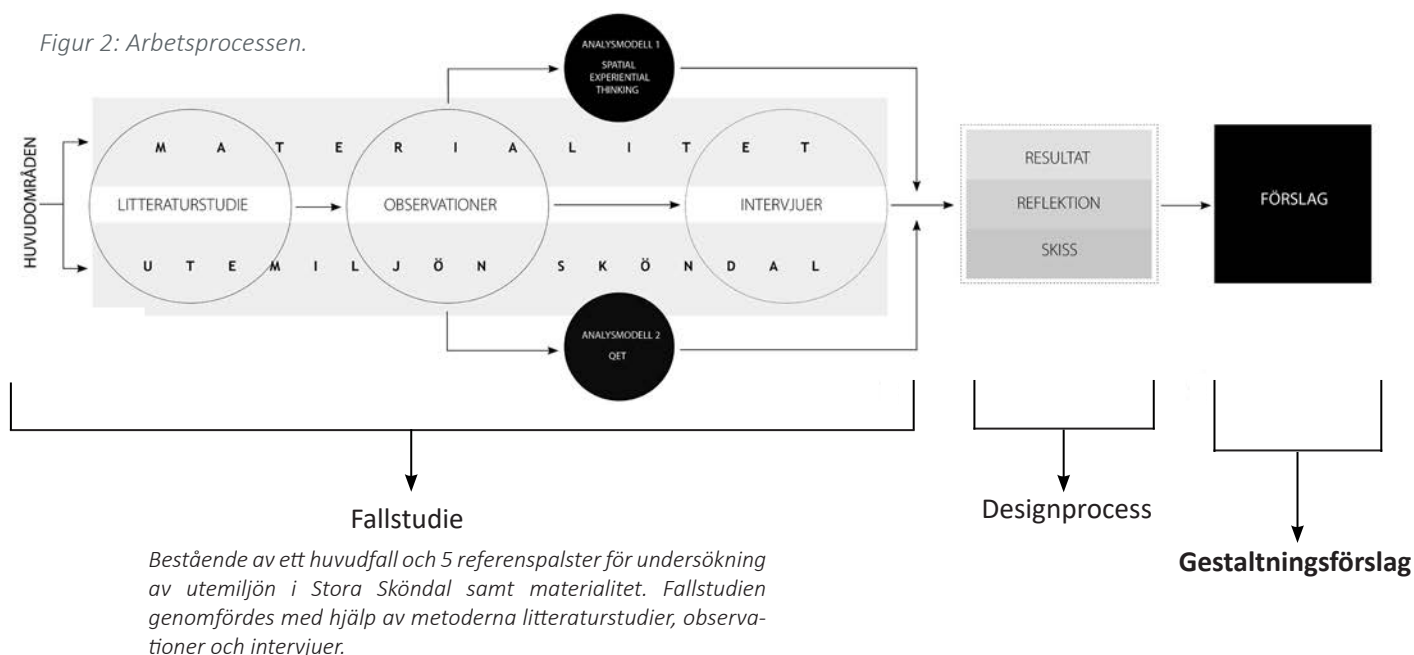 Figur 2: Arbetsprocessen.
ANALYSMODELL 1
SPATIAL
EXPERIENTIAL
THINKING
HUVUDOMRÅDEN
M A T E R I A L I T E T
LITTERATURSTUDIE
OBSERVATIONER
INTERVJUER
U T E M I L J Ö N S K Ö N D A L
ANALYSMODELL 2
QET
RESULTAT
REFLEKTION
SKISS
FÖRSLAG
Fallstudie
Bestående av ett huvudfall och 5 referenspalster för undersökning
av utemiljön i Stora Sköndal samt materialitet. Fallstudien
genomfördes med hjälp av metoderna litteraturstudier, observa-
tioner och intervjuer.
Designprocess
Gestaltningsförslag